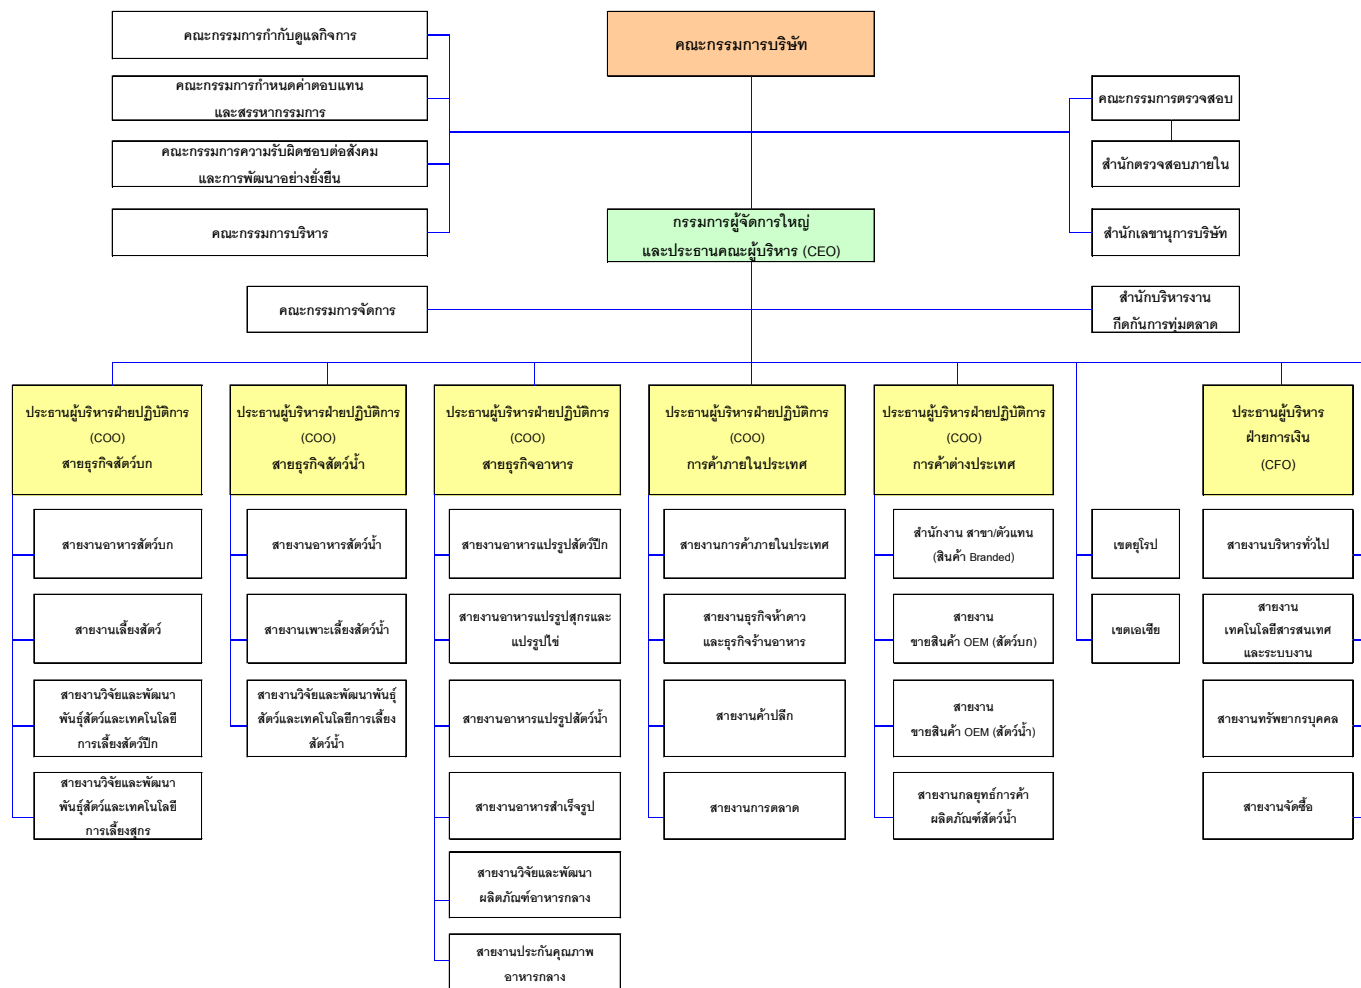 คณะกรรมการกำกับดูแลกิจการ
คณะกรรมการบริษัท
คณะกรรมการกำหนดค่าตอบแทน
และสรรหากรรมการ
คณะกรรมการตรวจสอบ
คณะกรรมการความรับผิดชอบต่อสังคม
และการพัฒนาอย่างยั่งยืน
สำนักตรวจสอบภายใน
คณะกรรมการบริหาร
กรรมการผู้จัดการใหญ่
และประธานคณะผู้บริหาร (CEO)
สำนักเลขานุการบริษัท
คณะกรรมการจัดการ
สำนักบริหารงาน
กีดกันการทุ่มตลาด
ประธานผู้บริหารฝ่ายปฏิบัติการ
(COO)
สายธุรกิจสัตว์บก
ประธานผู้บริหารฝ่ายปฏิบัติการ
(COO)
สายธุรกิจสัตว์น้ำ
ประธานผู้บริหารฝ่ายปฏิบัติการ
(COO)
สายธุรกิจอาหาร
ประธานผู้บริหารฝ่ายปฏิบัติการ
(COO)
การค้าภายในประเทศ
ประธานผู้บริหารฝ่ายปฏิบัติการ
(COO)
การค้าต่างประเทศ
ประธานผู้บริหาร
ฝ่ายการเงิน
(CFO)
สายงานอาหารสัตว์บก
สายงานอาหารสัตว์น้ำ
สายงานอาหารแปรรูปสัตว์ปีก
สายงานการค้าภายในประเทศ
สำนักงาน สาขา/ตัวแทน
(สินค้า Branded)
เขตยุโรป
สายงานบริหารทั่วไป
สายงานเลี้ยงสัตว์
สายงานเพาะเลี้ยงสัตว์น้ำ
สายงานอาหารแปรรูปสุกรและ
แปรรูปไข่
สายงานธุรกิจห้าดาว
และธุรกิจร้านอาหาร
สายงาน
ขายสินค้า OEM (สัตว์บก)
เขตเอเชีย
สายงาน
เทคโนโลยีสารสนเทศ
และระบบงาน
สายงานวิจัยและพัฒนา
พันธุ์สัตว์และเทคโนโลยี
การเลี้ยงสัตว์ปีก
สายงานวิจัยและพัฒนาพันธุ์
สัตว์และเทคโนโลยีการเลี้ยง
สัตว์น้ำ
สายงานอาหารแปรรูปสัตว์น้ำ
สายงานค้าปลีก
สายงาน
ขายสินค้า OEM (สัตว์น้ำ)
สายงานทรัพยากรบุคคล
สายงานวิจัยและพัฒนา
พันธุ์สัตว์และเทคโนโลยี
การเลี้ยงสุกร
สายงานอาหารสำเร็จรูป
สายงานการตลาด
สายงานกลยุทธ์การค้า
ผลิตภัณฑ์สัตว์น้ำ
สายงานจัดซื้อ
สายงานวิจัยและพัฒนา
ผลิตภัณฑ์อาหารกลาง
สายงานประกันคุณภาพ
อาหารกลาง